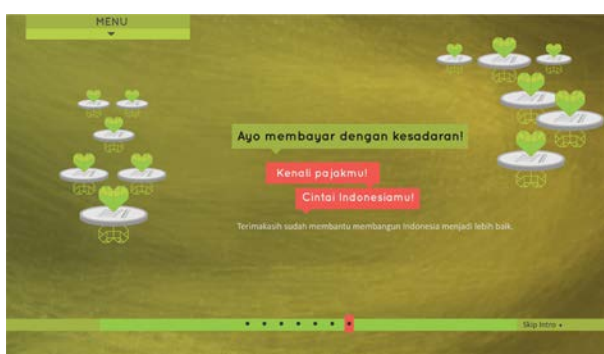 MENU
Ayo membayar dengan kesadaran!
Kenali pajakmu!
Cintai Indonesiamu!
Terimakasih sudah membantu membangun Indonesia menjadi lebih baik.
Skip Intro